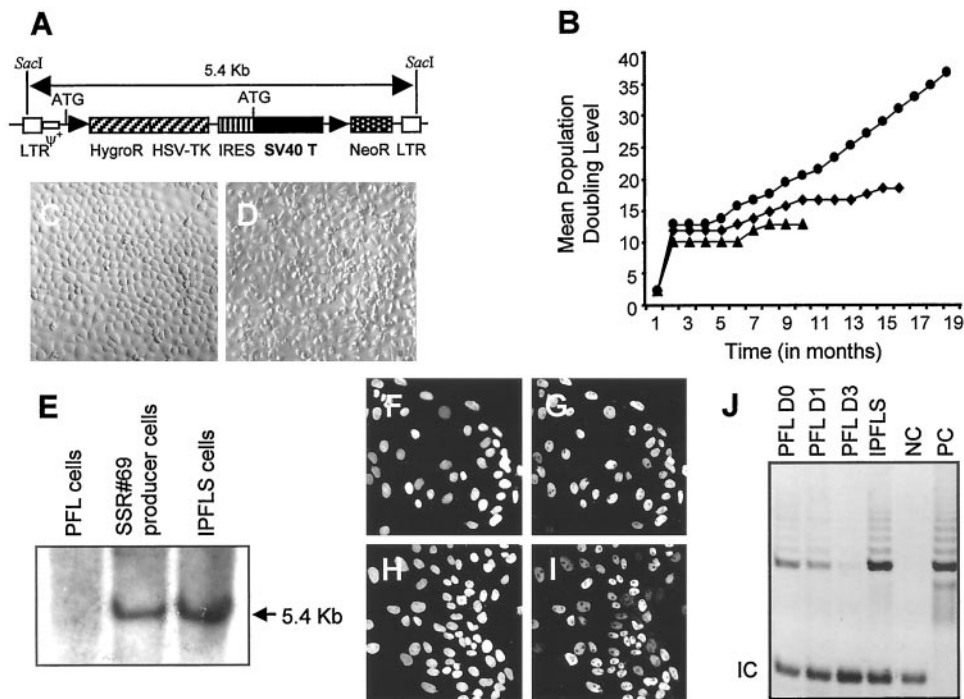 A
SacI
SacI
5.4 Kb
ATG
ATG
LTR
Ψ+
HygroR
HSV-TK
IRES
SV40 T
NeoR
LTR
B
Mean Population
Doubling Level
40
35
30
25
20
15
10
5
0
1 3 5 7 9 11 13 15 17 19
Time (in months)
C
D
E
PFL cells
SSR#69
producer cells
IPFLS cells
5.4 Kb
F
G
H
I
J
PFL D0
PFL D1
PFL D3
IPFLS
NC
PC
IC